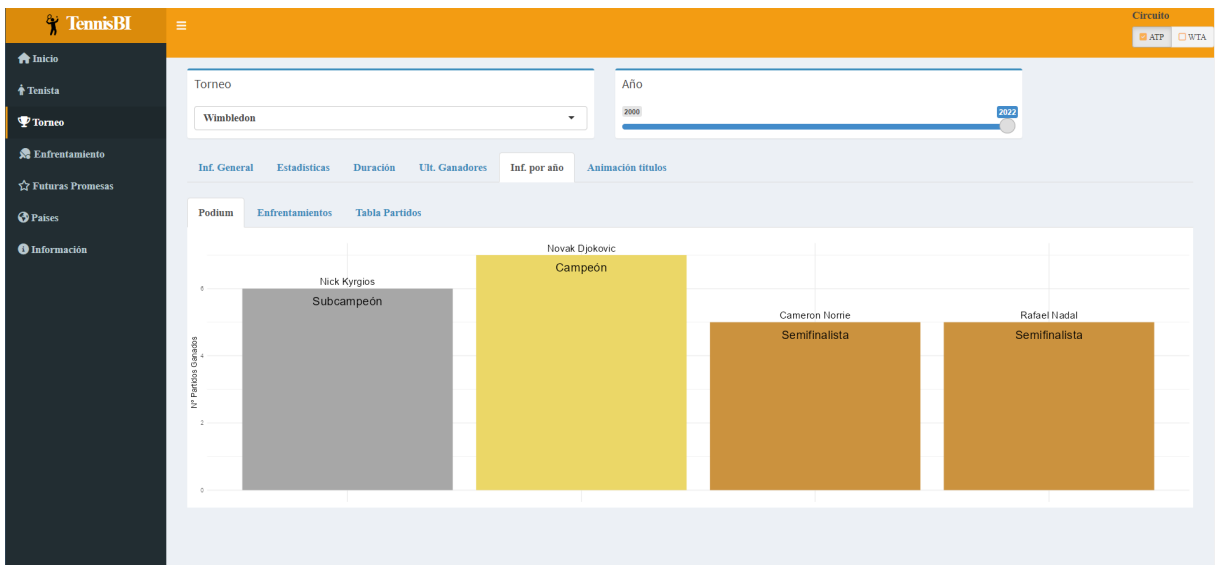 TennisBI
Circuito
ATP WTA
Inicio
Tenista
Torneo
Enfrentamiento
Futuras Promesas
Paises
Información
Torneo
Wimbledon
Año
2000 2022
Inf. General Estadísticas Duración Ult. Ganadores Inf. por año Animación títulos
Podium Enfrentamientos Tabla Partidos
Novak Djokovic
Campeón
Nick Kyrgios
Subcampeón
Cameron Norrie
Semifinalista
Rafael Nadal
Semifinalista
Nº Partidos Ganados
6
4
2
0